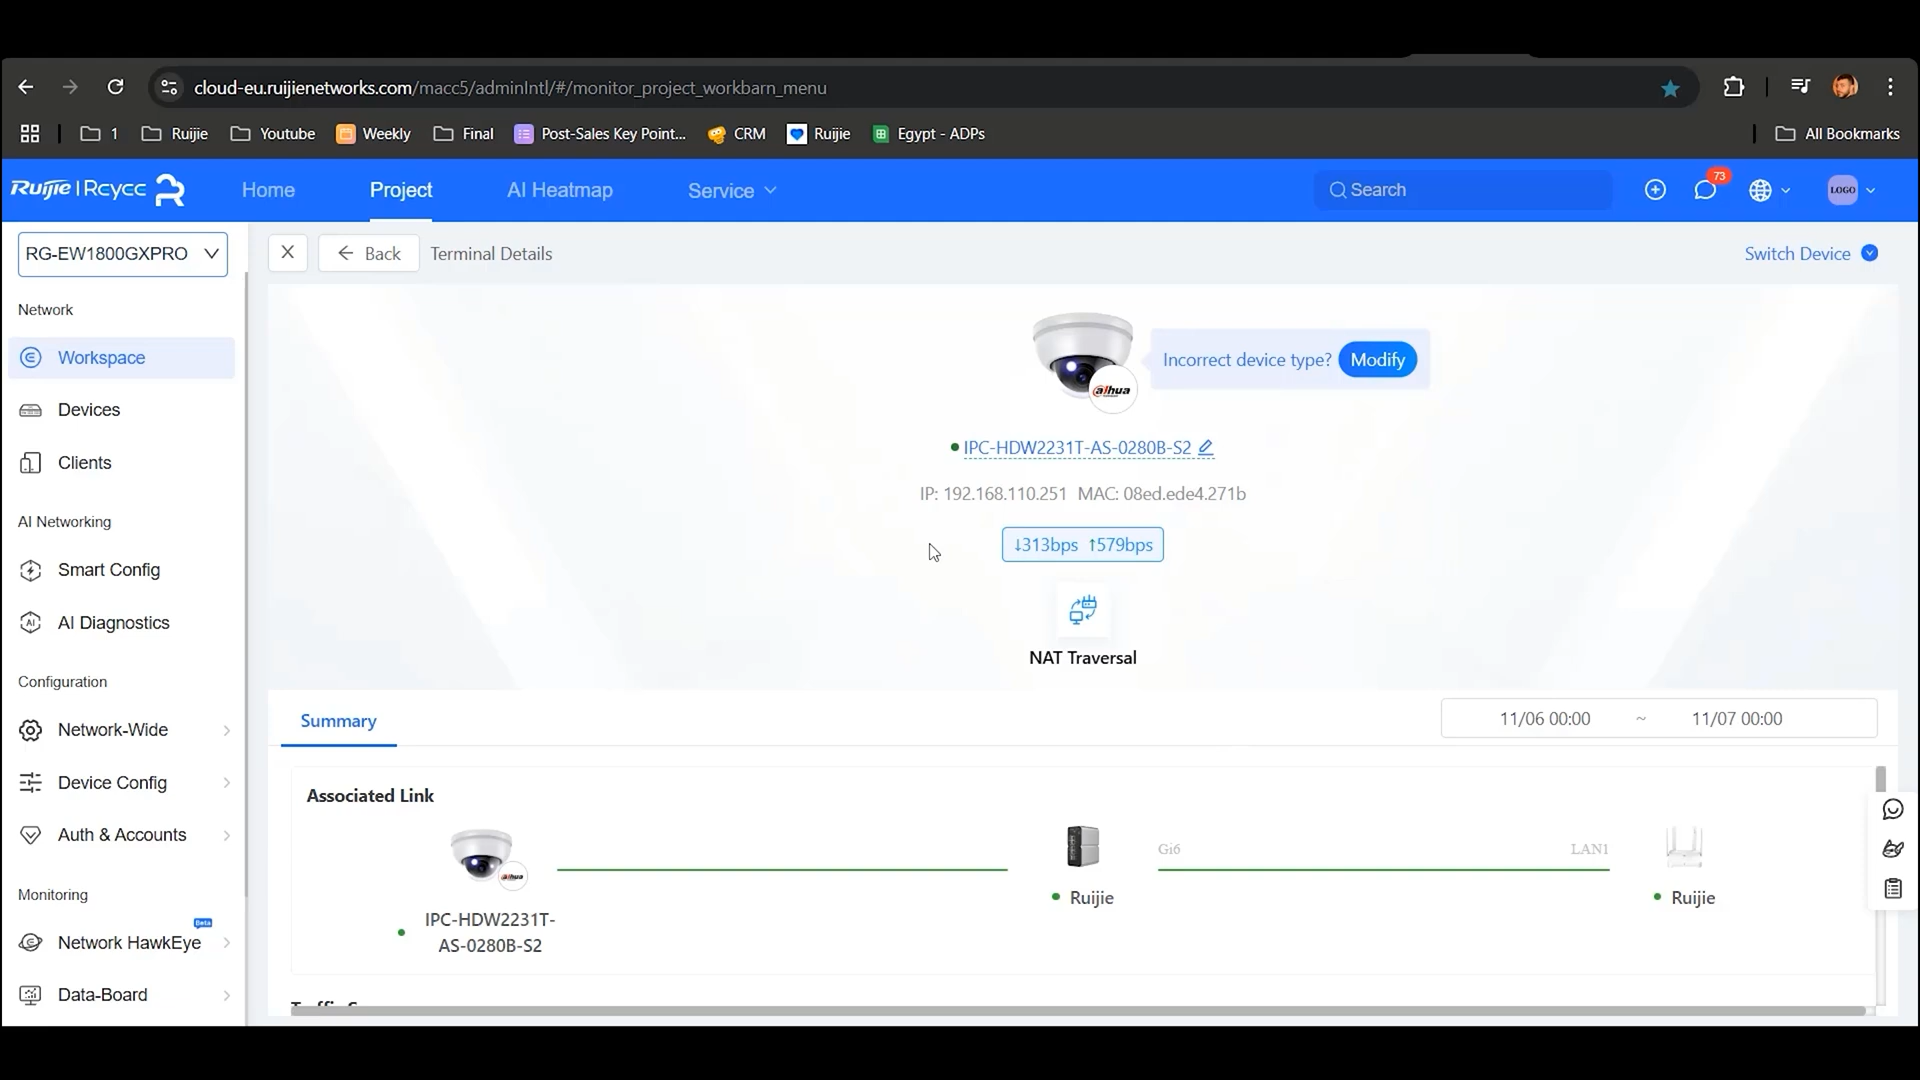 cloud-eu.ruijienetworks.com/macc5/adminIntl/#/monitor_project_workbarn_menu
1 Ruijie Youtube Weekly Final Post-Sales Key Point... CRM Ruijie Egypt - ADPs All Bookmarks
Ruijie | Rcycc Home Project AI Heatmap Service Search 73 LOGO
RG-EW1800GXPRO
X Back Terminal Details Switch Device
Network
Workspace
Devices
Clients
AI Networking
Smart Config
AI Diagnostics
Configuration
Network-Wide
Device Config
Auth & Accounts
Monitoring
Beta
Network HawkEye
Data-Board
Incorrect device type? Modify
alhua
IPC-HDW2231T-AS-0280B-S2
IP: 192.168.110.251 MAC: 08ed.ede4.271b
↓313bps ↑579bps
NAT Traversal
Summary
11/06 00:00 ~ 11/07 00:00
Associated Link
Gi6 LAN1
Ruijie
Ruijie
IPC-HDW2231T-
AS-0280B-S2